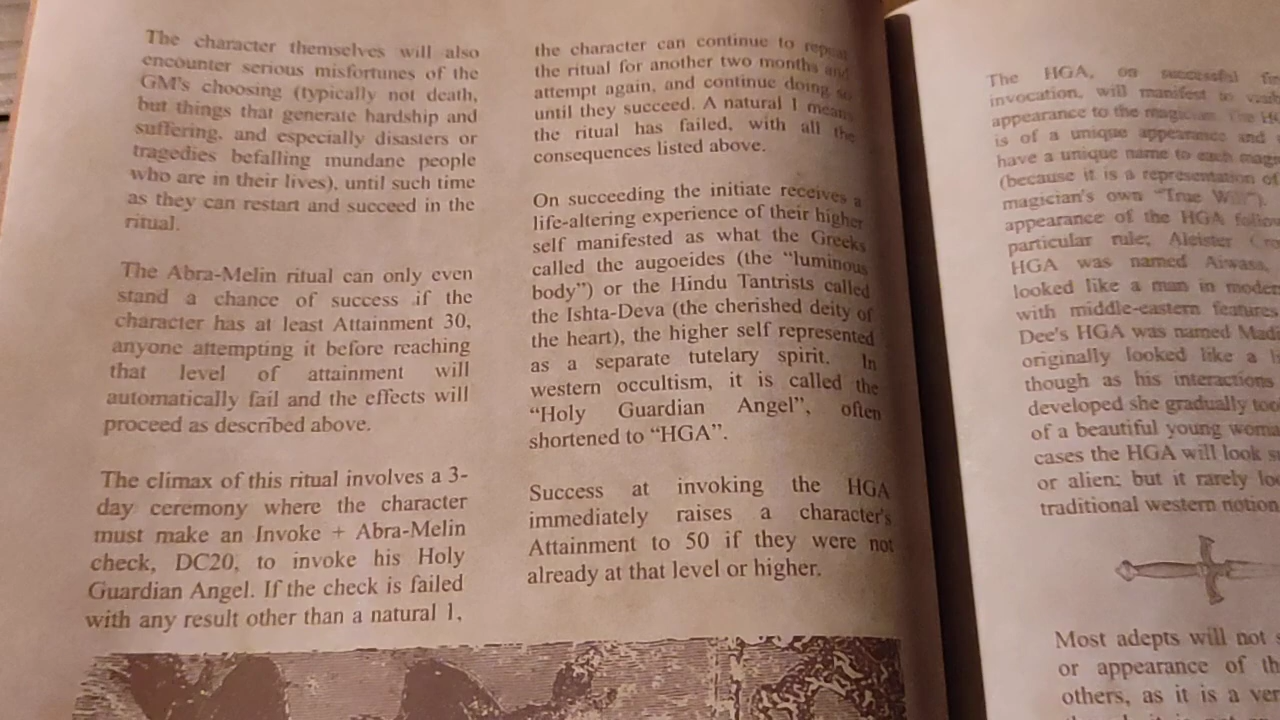 The character themselves will also
encounter serious misfortunes of the
GM's choosing (typically not death,
but things that generate hardship and
suffering, and especially disasters or
tragedies befalling mundane people
who are in their lives), until such time
as they can restart and succeed in the
ritual.
The Abra-Melin ritual can only even
stand a chance of success if the
character has at least Attainment 30,
anyone attempting it before reaching
that level of attainment will
automatically fail and the effects will
proceed as described above.
The climax of this ritual involves a 3-
day ceremony where the character
must make an Invoke + Abra-Melin
check, DC20, to invoke his Holy
Guardian Angel. If the check is failed
with any result other than a natural 1,
the character can continue to repeat
the ritual for another two months and
attempt again, and continue doing so
until they succeed. A natural 1 means
the ritual has failed, with all the
consequences listed above.
On succeeding the initiate receives a
life-altering experience of their higher
self manifested as what the Greeks
called the augoeides (the "luminous
body") or the Hindu Tantrists called
the Ishta-Deva (the cherished deity of
the heart), the higher self represented
as a separate tutelary spirit. In
western occultism, it is called the
"Holy Guardian Angel", often
shortened to "HGA".
Success at invoking the HGA
immediately raises a character's
Attainment to 50 if they were not
already at that level or higher.
The HGA, on successful
invocation, will manifest in
appearance to the magician. The
is of a unique appearance and
have a unique name to each
(because it is a representation of
magician's own "True Will").
appearance of the HGA
particular rule; Aleister
HGA was named Aiwass,
looked like a man in
with middle-eastern features
Dee's HGA was named
originally looked like a
though as his interactions
developed she gradually
of a beautiful young
cases the HGA will look
or alien; but it rarely
traditional western
Most adepts will not
or appearance of
others, as it is a